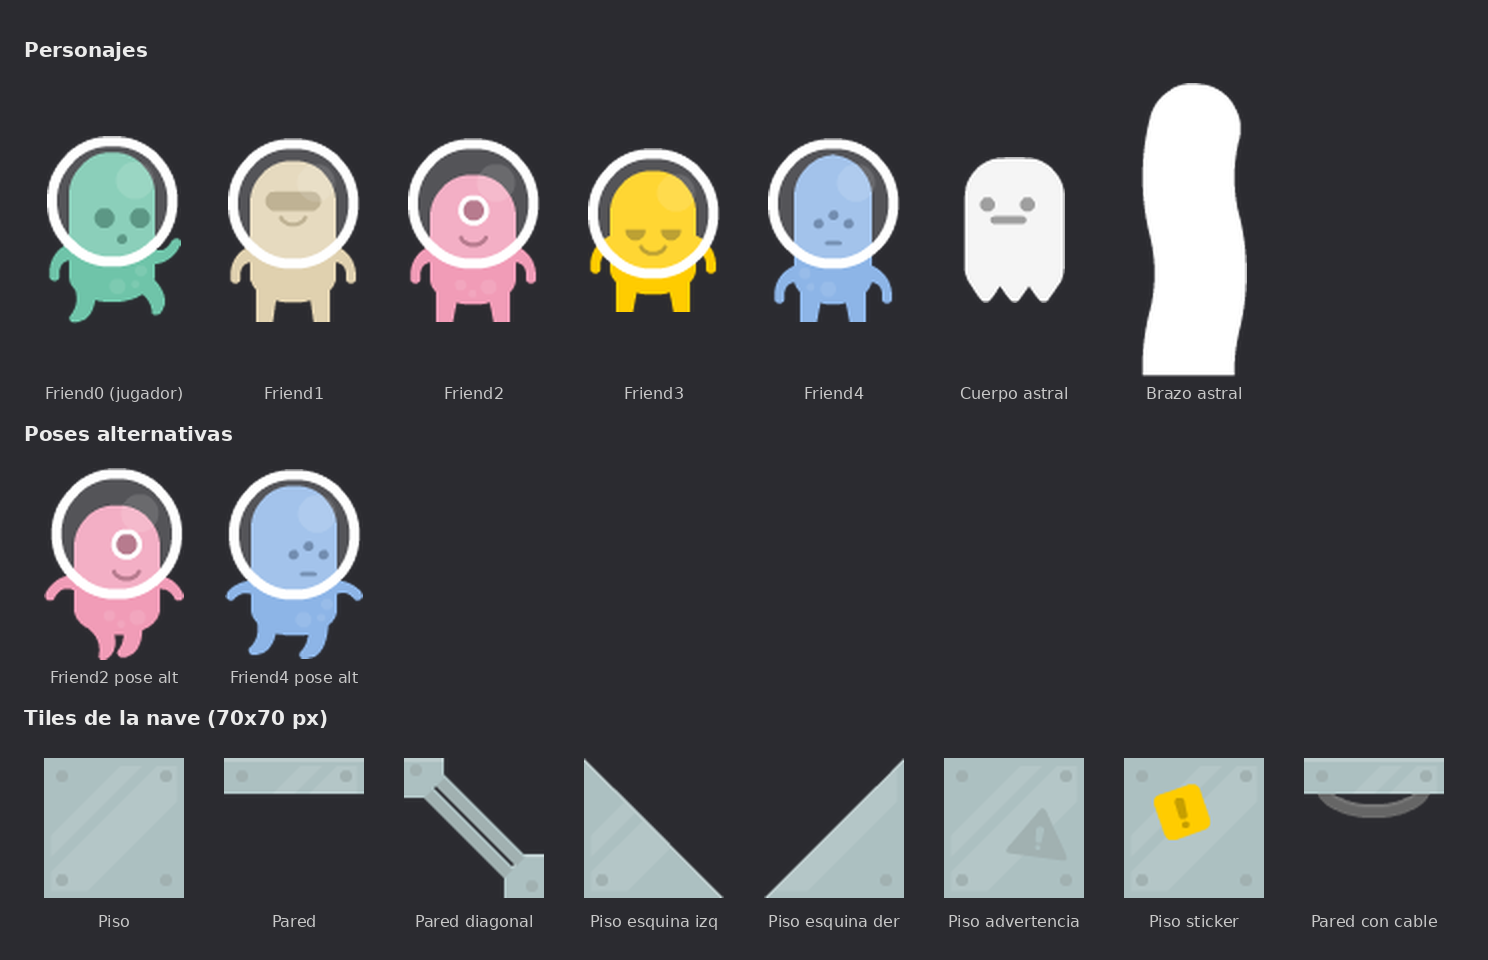 Personajes
Friend0 (jugador)
Friend1
Friend2
Friend3
Friend4
Cuerpo astral
Brazo astral
Poses alternativas
Friend2 pose alt
Friend4 pose alt
Tiles de la nave (70x70 px)
Piso
Pared
Pared diagonal
Piso esquina izq
Piso esquina der
Piso advertencia
Piso sticker
Pared con cable